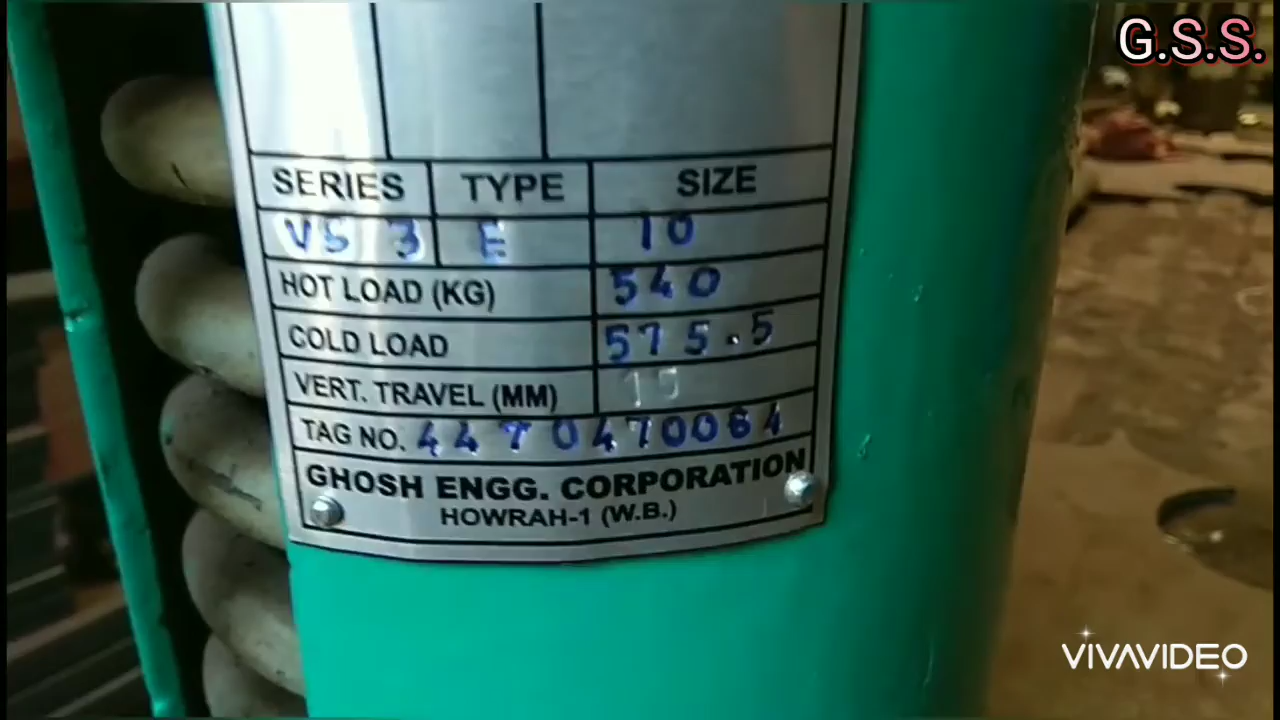 G.S.S.
SERIES TYPE SIZE
VS 3 E 10
HOT LOAD (KG) 540
COLD LOAD 575.5
VERT. TRAVEL (MM)
TAG NO. 4470470064
GHOSH ENGG. CORPORATION
HOWRAH-1 (W.B.)
VIVAVIDEO